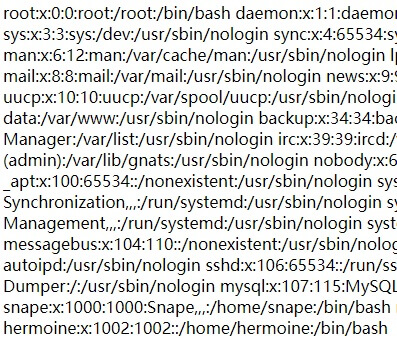 root:x:0:0:root:/root:/bin/bash daemon:x:1:1:daemon
sys:x:3:3:sys:/dev:/usr/sbin/nologin sync:x:4:65534:sy
man:x:6:12:man:/var/cache/man:/usr/sbin/nologin lp
mail:x:8:8:mail:/var/mail:/usr/sbin/nologin news:x:9:9
uucp:x:10:10:uucp:/var/spool/uucp:/usr/sbin/nologin
data:/var/www:/usr/sbin/nologin backup:x:34:34:bac
Manager:/var/list:/usr/sbin/nologin irc:x:39:39:ircd:/
(admin):/var/lib/gnats:/usr/sbin/nologin nobody:x:6
_apt:x:100:65534::/nonexistent:/usr/sbin/nologin sys
Synchronization,,,:/run/systemd:/usr/sbin/nologin sy
Management,,,:/run/systemd:/usr/sbin/nologin syst
messagebus:x:104:110::/nonexistent:/usr/sbin/nolog
autoipd:/usr/sbin/nologin sshd:x:106:65534::/run/ss
Dumper:/:/usr/sbin/nologin mysql:x:107:115:MySQL
snape:x:1000:1000:Snape,,,:/home/snape:/bin/bash
hermoine:x:1002:1002::/home/hermoine:/bin/bash